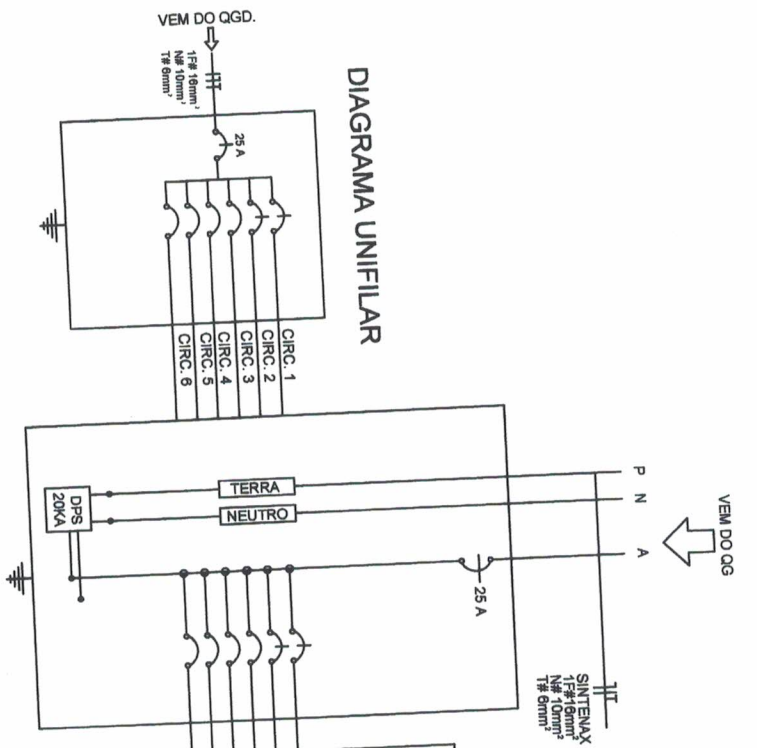 DIAGRAMA UNIFILAR
VEM DO QGD.
1F# 16mm²
N# 10mm²
T# 6mm²
25 A
CIRC. 1
CIRC. 2
CIRC. 3
CIRC. 4
CIRC. 5
CIRC. 6
VEM DO QG
P
N
A
SINTENAX
1F#16mm²
N# 10mm²
T# 6mm²
25 A
TERRA
NEUTRO
DPS
20KA